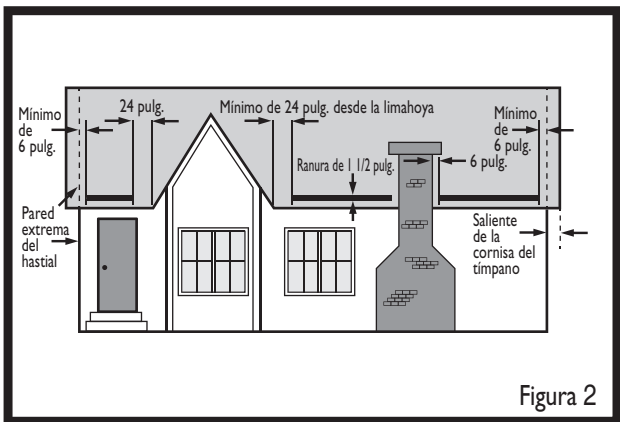 Mínimo
de
6 pulg.
24 pulg.
Mínimo de 24 pulg. desde la limahoya
Mínimo
de
6 pulg.
Ranura de 1 1/2 pulg.
6 pulg.
Pared
extrema
del
hastial
Saliente
de la
cornisa del
tímpano
Figura 2